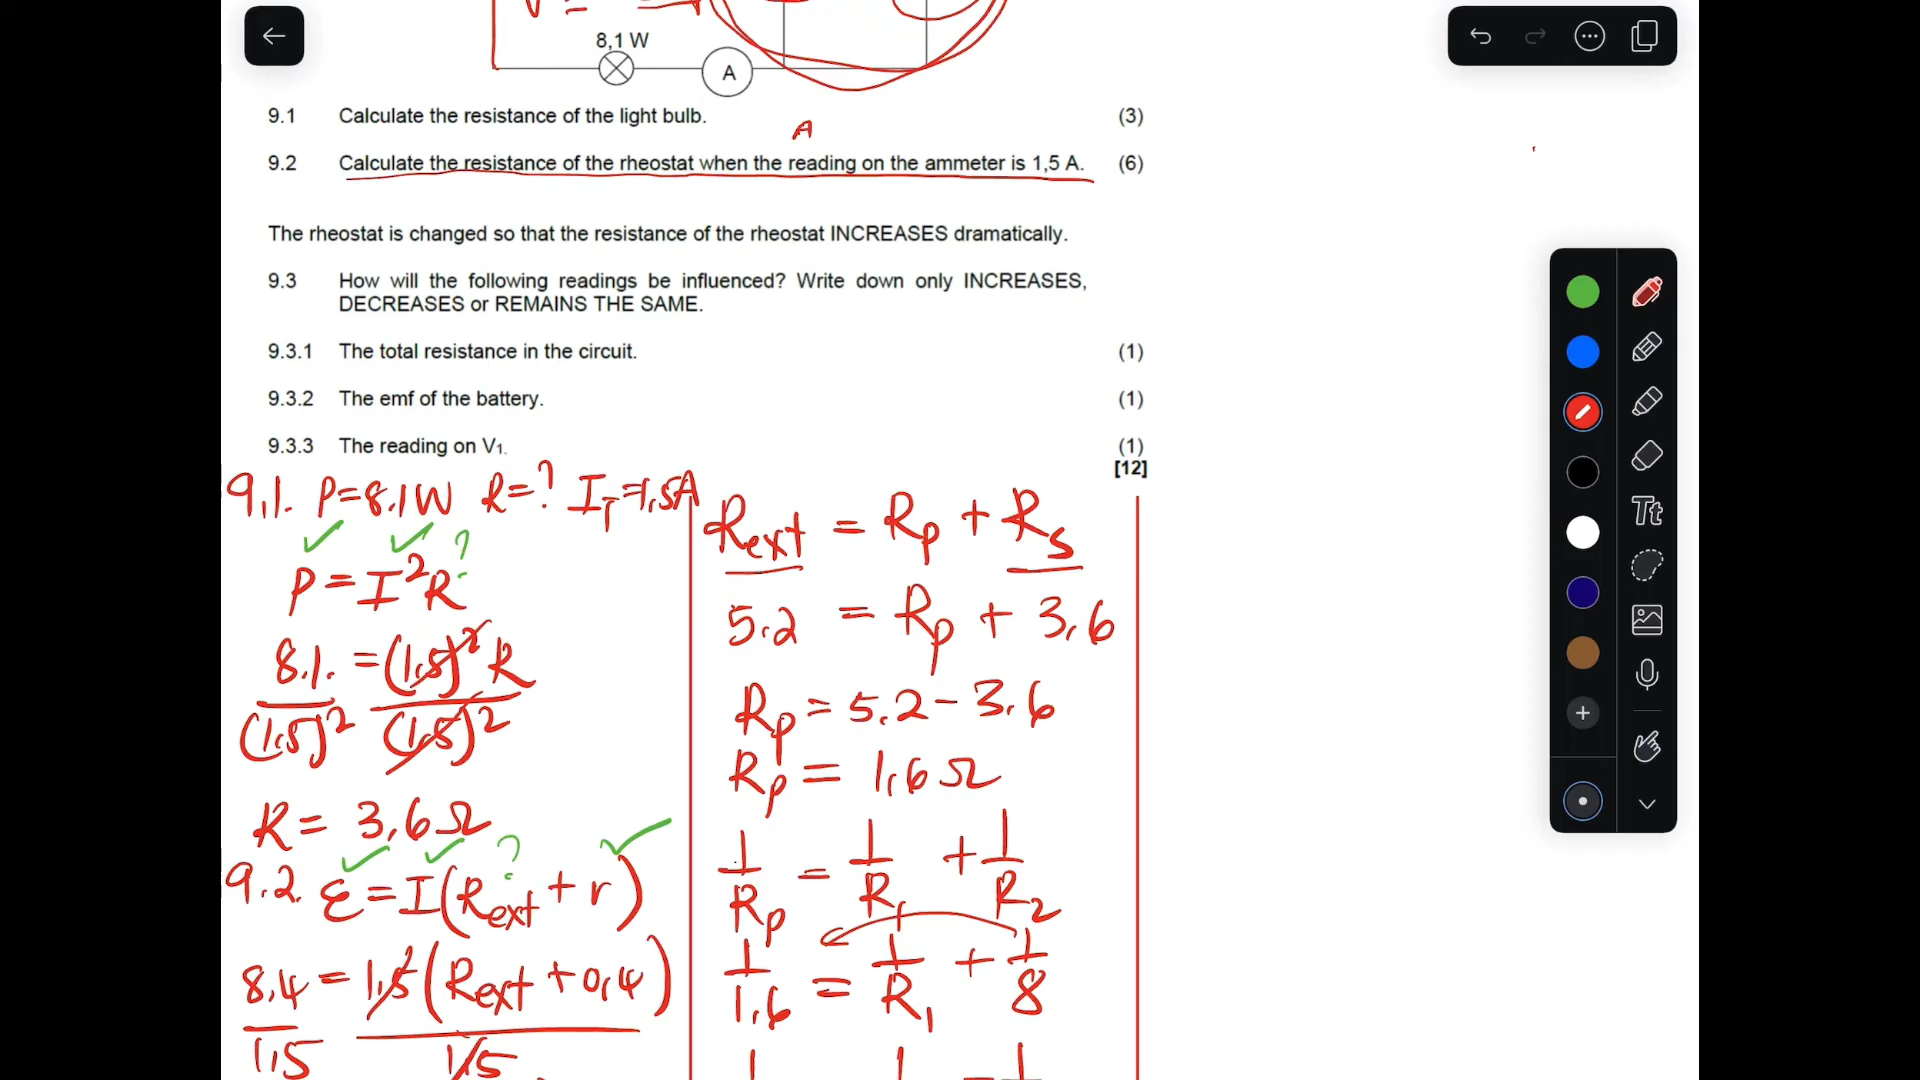 8,1 W
A
9.1 Calculate the resistance of the light bulb. (3)
A
9.2 Calculate the resistance of the rheostat when the reading on the ammeter is 1,5 A. (6)
The rheostat is changed so that the resistance of the rheostat INCREASES dramatically.
9.3 How will the following readings be influenced? Write down only INCREASES,
DECREASES or REMAINS THE SAME.
9.3.1 The total resistance in the circuit. (1)
9.3.2 The emf of the battery. (1)
9.3.3 The reading on V1. (1)
[12]
9.1. P=8.1W R=? IT=1.5A
?
P=I²R
8.1.=(1.5)²R
(1.5)² (1.5)²
R= 3,6Ω
?
9.2. ε=I(Rext+r)
8.4=1.5(Rext+0.4)
1.5 1.5
Rext = Rp + Rs
5.2 = Rp + 3.6
Rp=5.2-3.6
Rp= 1.6Ω
1 = 1 +1
Rp R1 R2
1 = 1 + 1
1.6 R1 8
Tt